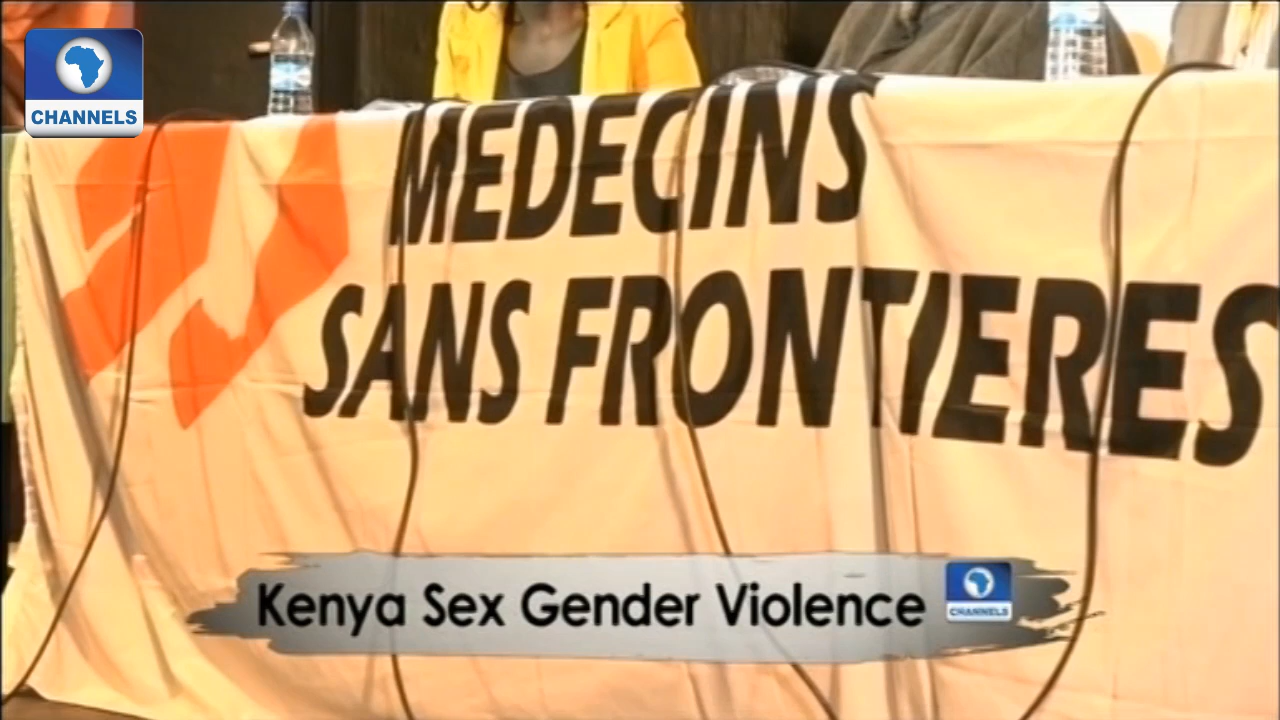 CHANNELS
MEDECINS
SANS FRONTIERES
Kenya Sex Gender Violence
CHANNELS